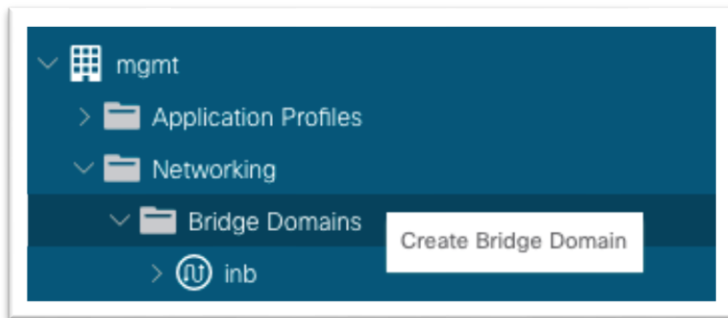 mgmt
Application Profiles
Networking
Bridge Domains
Create Bridge Domain
inb